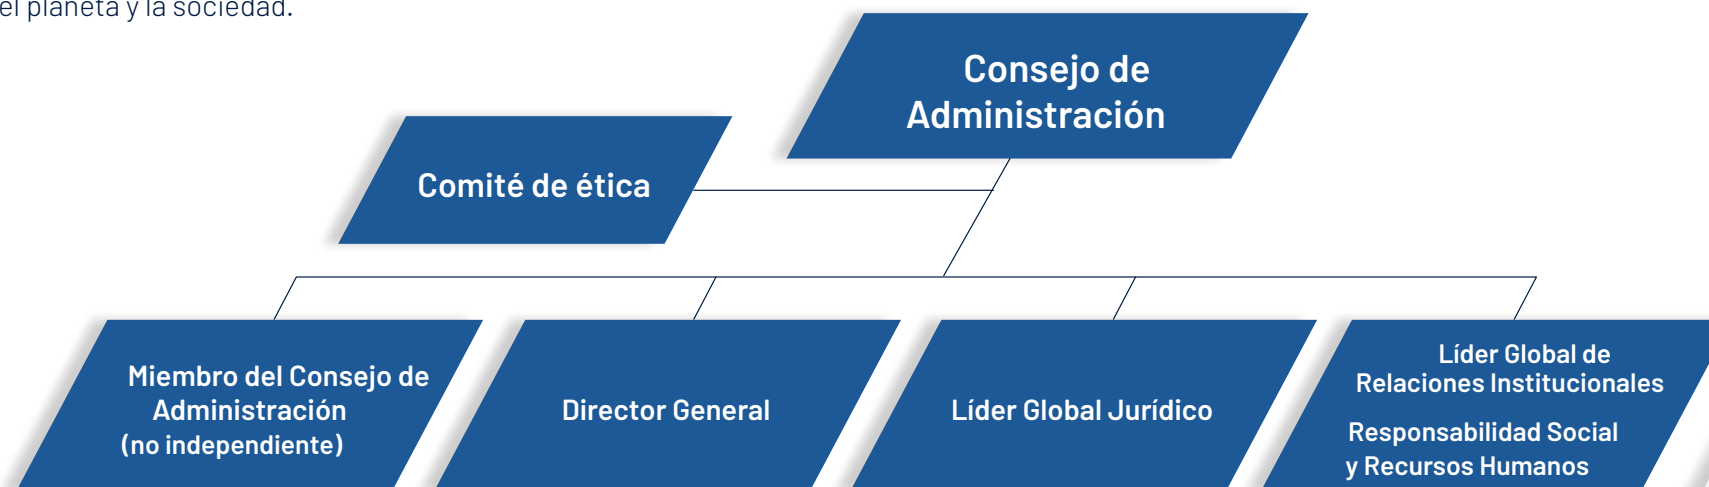 el planeta y la sociedad.
Consejo de
Administración
Comité de ética
Miembro del Consejo de
Administración
(no independiente)
Director General
Líder Global Jurídico
Líder Global de
Relaciones Institucionales
Responsabilidad Social
y Recursos Humanos